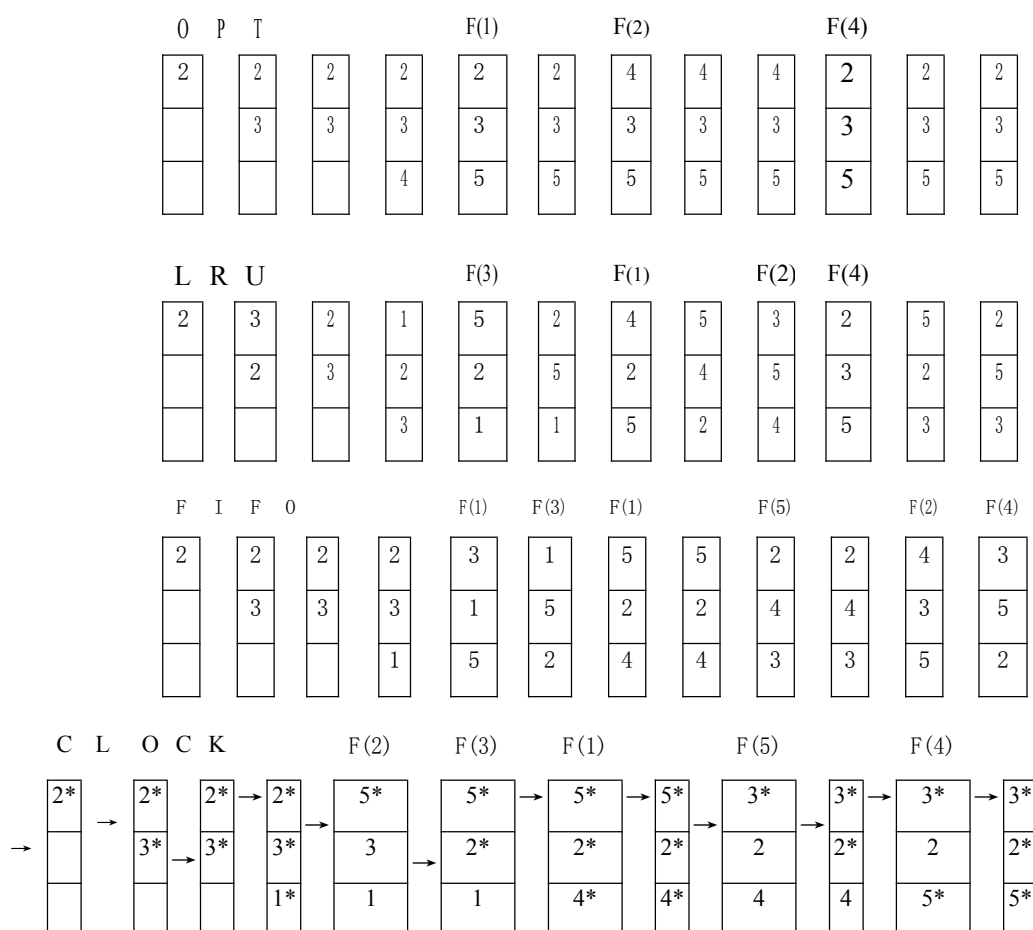 O P T F(1) F(2) F(4)
2 2 2 2 2 2 4 4 4 2 2 2
3 3 3 3 3 3 3 3 3 3 3
4 5 5 5 5 5 5 5 5
L R U F(3) F(1) F(2) F(4)
2 3 2 1 5 2 4 5 3 2 5 2
2 3 2 2 5 2 4 5 3 2 5
3 1 1 5 2 4 5 3 3
F I F O F(1) F(3) F(1) F(5) F(2) F(4)
2 2 2 2 3 1 5 5 2 2 4 3
3 3 3 1 5 2 2 4 4 3 5
1 5 2 4 4 3 3 5 2
C L O C K F(2) F(3) F(1) F(5) F(4)
2* → 2* 2* → 2* 5* 5* → 5* → 5* 3* 3* → 3* → 3*
→ 3* → 3* 3* → 3 → 2* 2* 2* → 2 → 2* 2 2*
1* 1 1 4* 4* 4 4 5* 5*